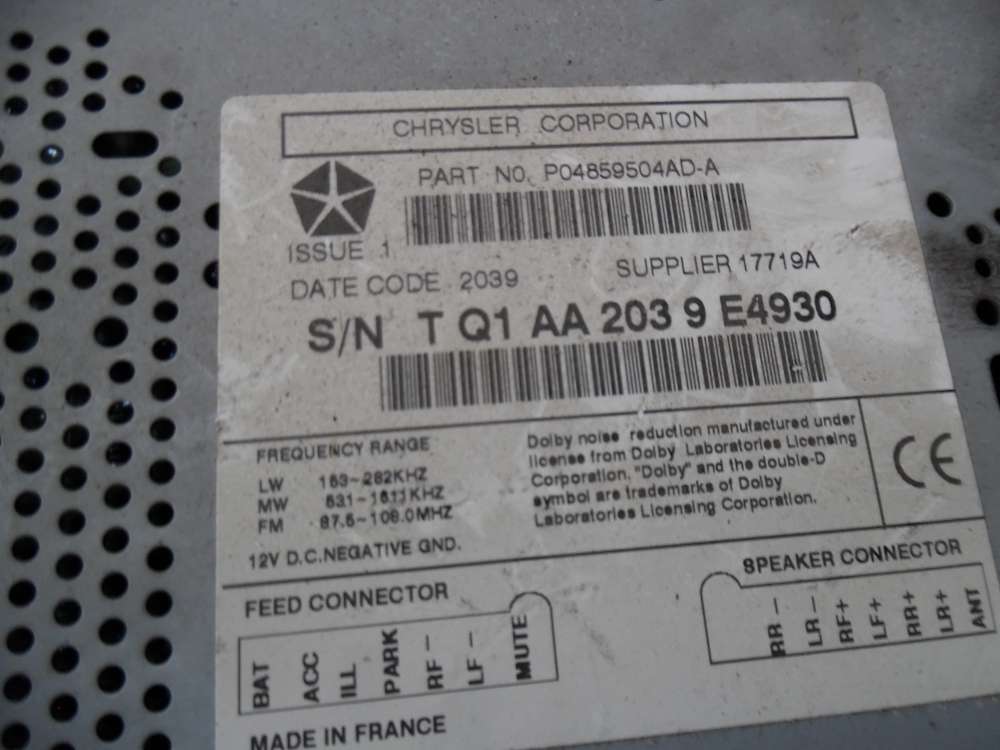 CHRYSLER CORPORATION
PART NO. P04859504AD-A
ISSUE 1
DATE CODE 2039 SUPPLIER 17719A
S/N T Q1 AA 203 9 E4930
FREQUENCY RANGE
LW 153-282KHZ
MW 531-1611KHZ
FM 87.5-108.0MHZ
12V D.C.NEGATIVE GND.
Dolby noise reduction manufactured under
license from Dolby Laboratories Licensing
Corporation. "Dolby" and the double-D
symbol are trademarks of Dolby
Laboratories Licensing Corporation.
CE
FEED CONNECTOR
BAT
ACC
ILL
PARK
RF-
LF-
MUTE
SPEAKER CONNECTOR
RR-
LR-
RF+
LF+
RR+
LR+
ANT
MADE IN FRANCE